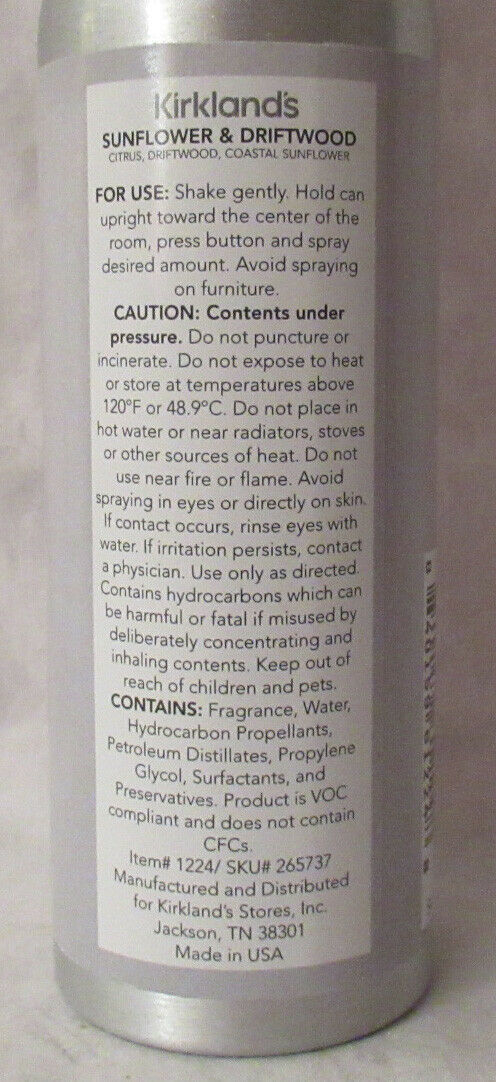 Kirkland's
SUNFLOWER & DRIFTWOOD
CITRUS, DRIFTWOOD, COASTAL SUNFLOWER
FOR USE: Shake gently. Hold can
upright toward the center of the
room, press button and spray
desired amount. Avoid spraying
on furniture.
CAUTION: Contents under
pressure. Do not puncture or
incinerate. Do not expose to heat
or store at temperatures above
120°F or 48.9°C. Do not place in
hot water or near radiators, stoves
or other sources of heat. Do not
use near fire or flame. Avoid
spraying in eyes or directly on skin.
If contact occurs, rinse eyes with
water. If irritation persists, contact
a physician. Use only as directed.
Contains hydrocarbons which can
be harmful or fatal if misused by
deliberately concentrating and
inhaling contents. Keep out of
reach of children and pets.
CONTAINS: Fragrance, Water,
Hydrocarbon Propellants,
Petroleum Distillates, Propylene
Glycol, Surfactants, and
Preservatives. Product is VOC
compliant and does not contain
CFCs.
Item# 1224/ SKU# 265737
Manufactured and Distributed
for Kirkland's Stores, Inc.
Jackson, TN 38301
Made in USA